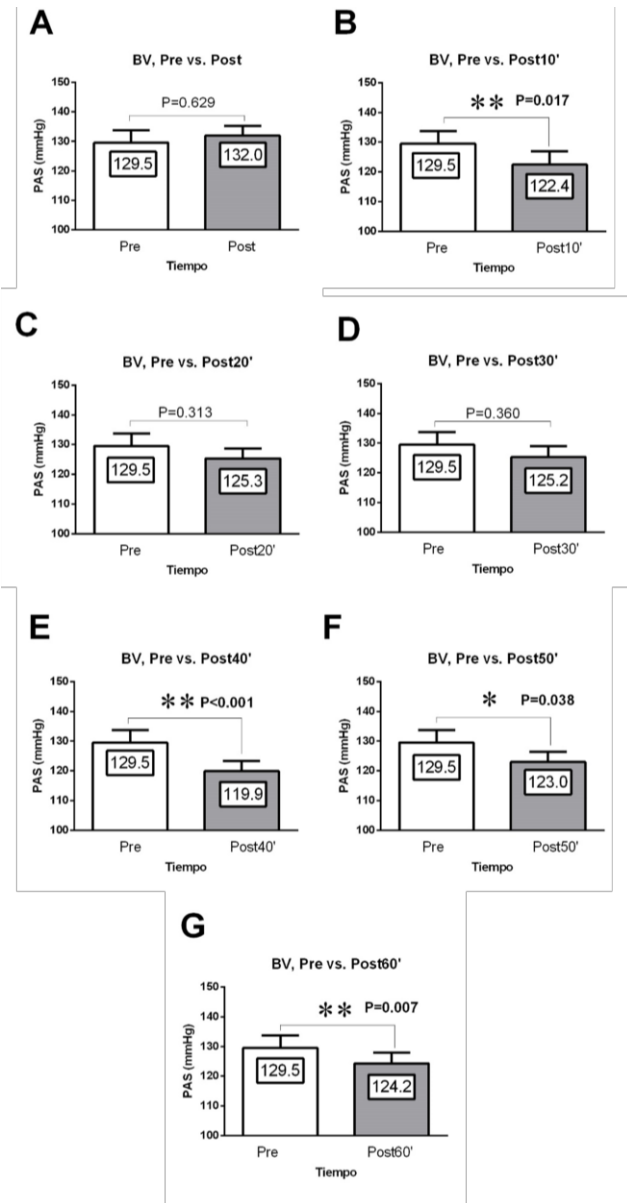 A
BV, Pre vs. Post
PAS (mmHg)
150
140
130
120
110
100
P=0.629
129.5
132.0
Pre Post
Tiempo
B
BV, Pre vs. Post10'
PAS (mmHg)
150
140
130
120
110
100
** P=0.017
129.5
122.4
Pre Post10'
Tiempo
C
BV, Pre vs. Post20'
PAS (mmHg)
150
140
130
120
110
100
P=0.313
129.5
125.3
Pre Post20'
Tiempo
D
BV, Pre vs. Post30'
PAS (mmHg)
150
140
130
120
110
100
P=0.360
129.5
125.2
Pre Post30'
Tiempo
E
BV, Pre vs. Post40'
PAS (mmHg)
150
140
130
120
110
100
** P<0.001
129.5
119.9
Pre Post40'
Tiempo
F
BV, Pre vs. Post50'
PAS (mmHg)
150
140
130
120
110
100
* P=0.038
129.5
123.0
Pre Post50'
Tiempo
G
BV, Pre vs. Post60'
PAS (mmHg)
150
140
130
120
110
100
** P=0.007
129.5
124.2
Pre Post60'
Tiempo